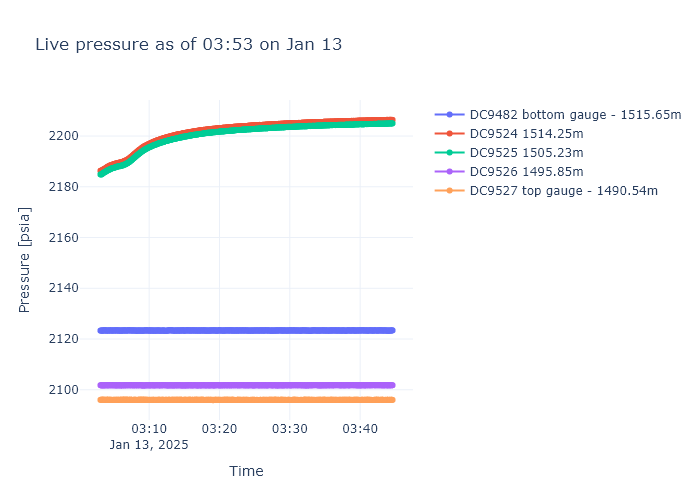 Live pressure as of 03:53 on Jan 13
DC9482 bottom gauge - 1515.65m
DC9524 1514.25m
DC9525 1505.23m
DC9526 1495.85m
DC9527 top gauge - 1490.54m
Pressure [psia]
2200
2180
2160
2140
2120
2100
03:10
03:20
03:30
03:40
Jan 13, 2025
Time